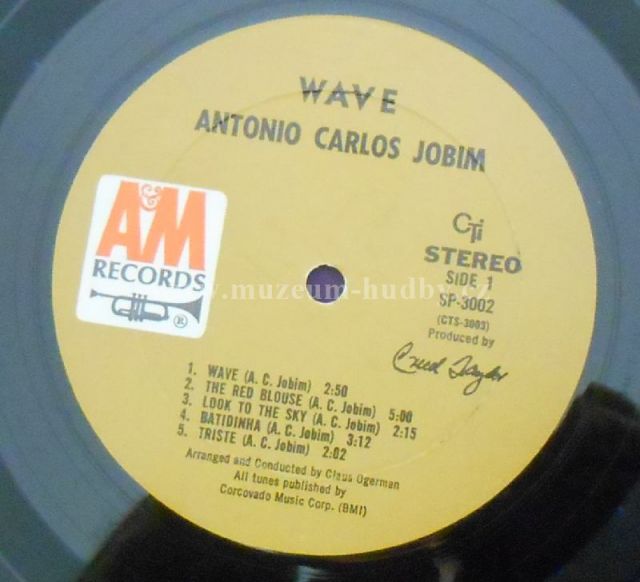 WAVE
ANTONIO CARLOS JOBIM
A&M
RECORDS
®
CTi
STEREO
SIDE 1
SP-3002
(CTS-3003)
Produced by
Creed Taylor
www.muzeum-hudby.cz
1. WAVE (A. C. Jobim) 2:50
2. THE RED BLOUSE (A. C. Jobim) 5:00
3. LOOK TO THE SKY (A. C. Jobim) 2:15
4. BATIDINHA (A. C. Jobim) 3:12
5. TRISTE (A. C. Jobim) 2:02
Arranged and Conducted by Claus Ogerman
All tunes published by
Corcovado Music Corp. (BMI)